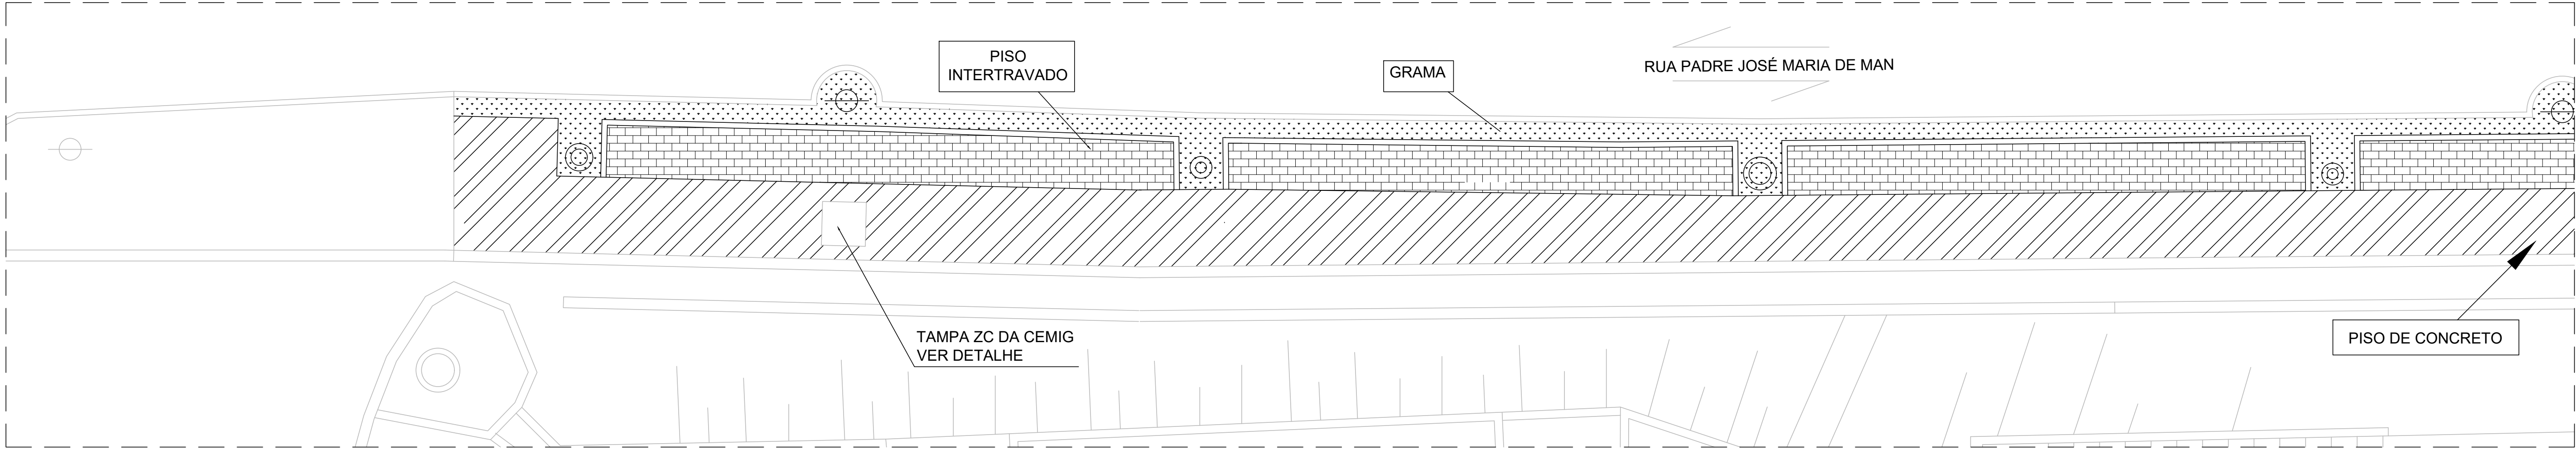 PISO
INTERTRAVADO
GRAMA
RUA PADRE JOSÉ MARIA DE MAN
TAMPA ZC DA CEMIG
VER DETALHE
PISO DE CONCRETO